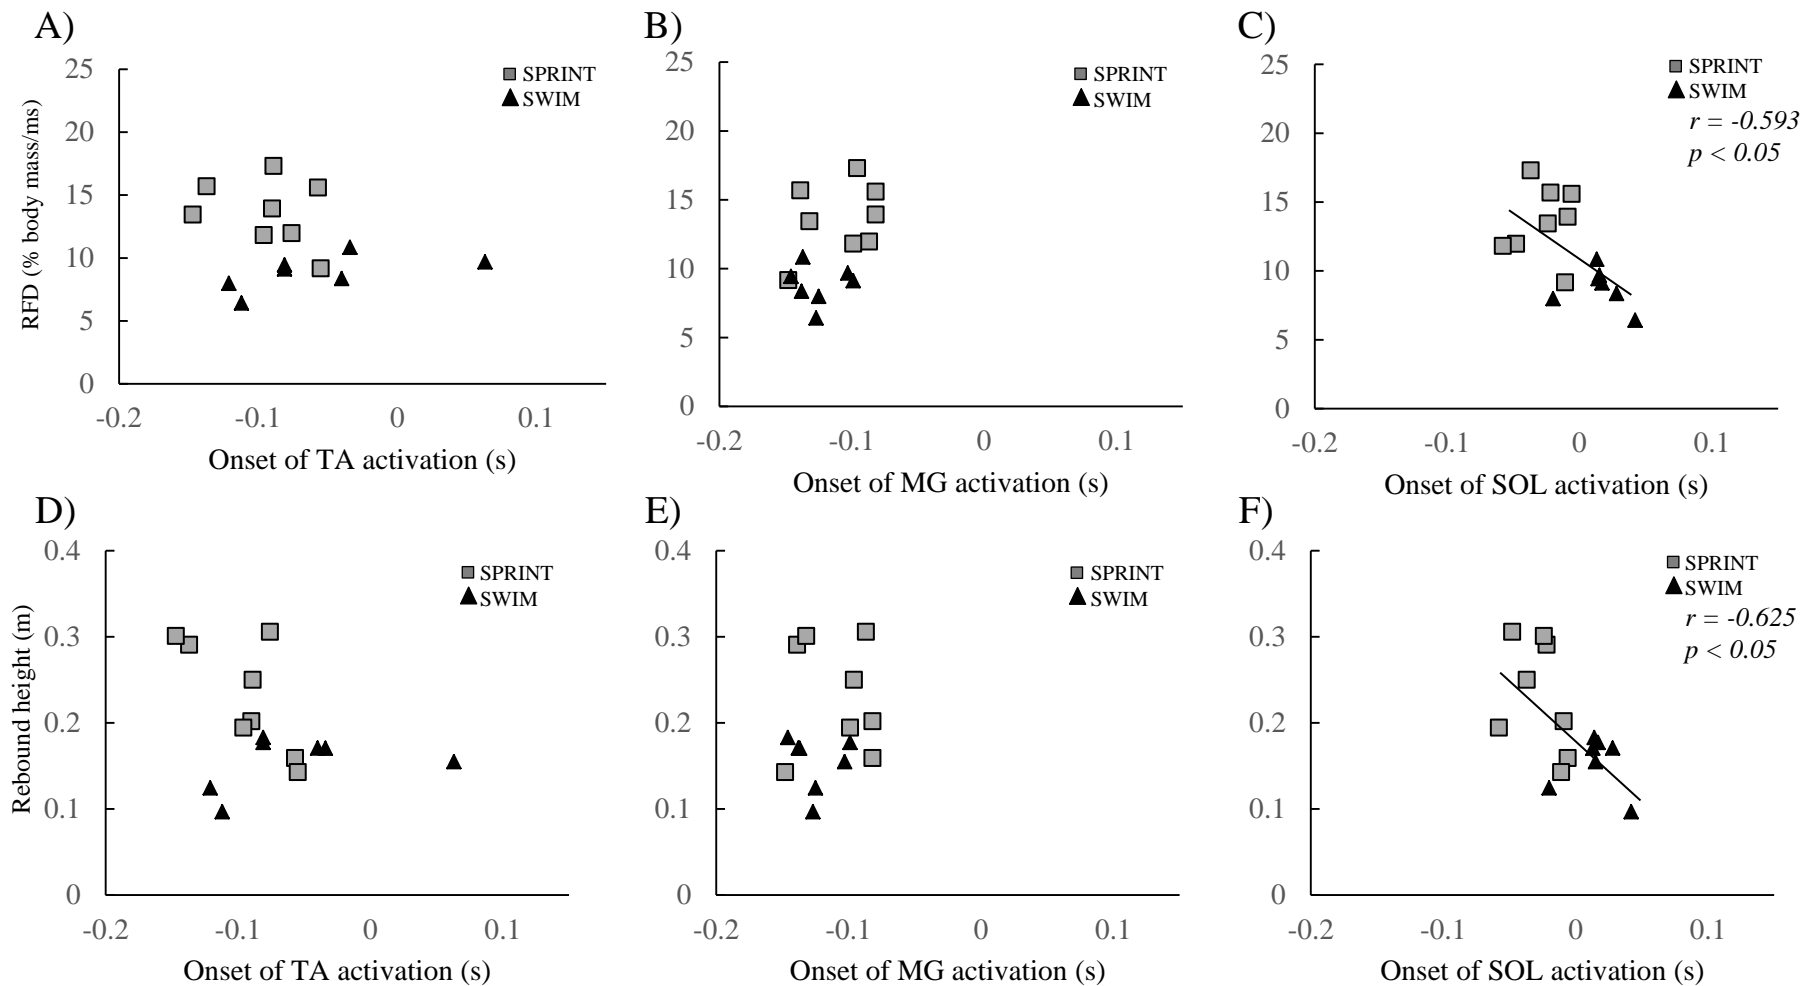 A)
B)
C)
25
20
15
10
5
0
-0.2
-0.1
0
0.1
RFD (% body mass/ms)
Onset of TA activation (s)
SPRINT
SWIM
25
20
15
10
5
0
-0.2
-0.1
0
0.1
Onset of MG activation (s)
SPRINT
SWIM
25
20
15
10
5
0
-0.2
-0.1
0
0.1
Onset of SOL activation (s)
SPRINT
SWIM
r = -0.593
p < 0.05
D)
E)
F)
0.4
0.3
0.2
0.1
0
-0.2
-0.1
0
0.1
Rebound height (m)
Onset of TA activation (s)
SPRINT
SWIM
0.4
0.3
0.2
0.1
0
-0.2
-0.1
0
0.1
Onset of MG activation (s)
SPRINT
SWIM
0.4
0.3
0.2
0.1
0
-0.2
-0.1
0
0.1
Onset of SOL activation (s)
SPRINT
SWIM
r = -0.625
p < 0.05